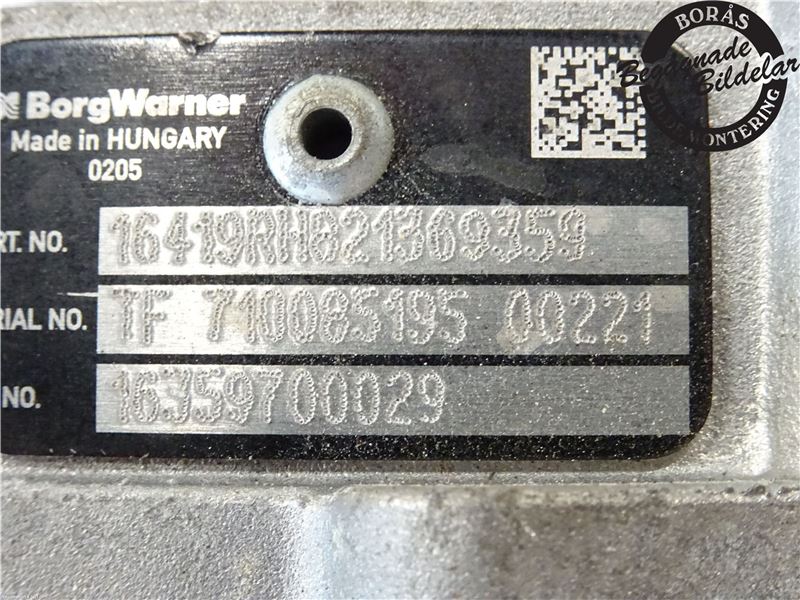 BorgWarner
Made in HUNGARY
0205
RT. NO. 16419RH821369359
RIAL NO. TF 710085195 00221
NO. 16359700029
BORÅS
Begagnade
Bildelar
MONTERING